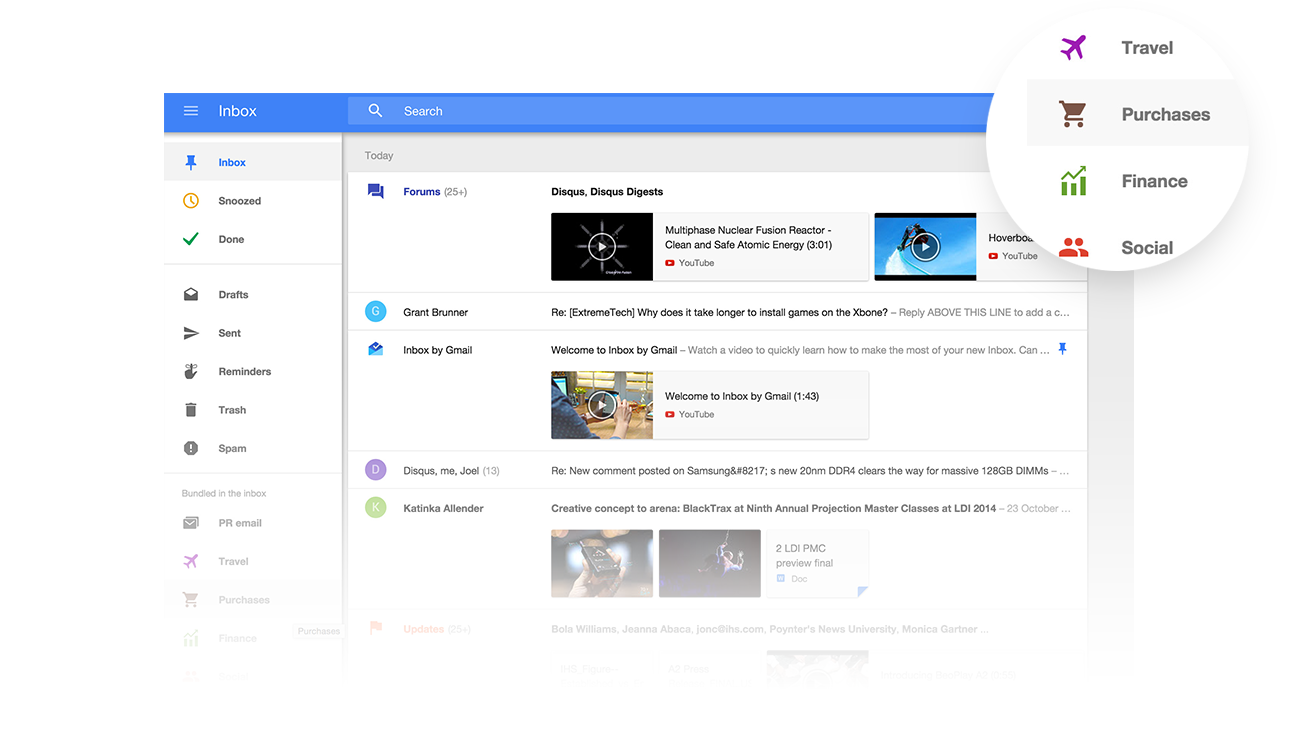 Travel
Purchases
Finance
Social
Inbox
Search
Inbox
Snoozed
Done
Drafts
Sent
Reminders
Trash
Spam
Bundled in the inbox
PR email
Travel
Purchases
Finance
Purchases
Today
Forums (25+)
Disqus, Disqus Digests
Multiphase Nuclear Fusion Reactor -
Clean and Safe Atomic Energy (3:01)
YouTube
YouTube
G
Grant Brunner
Re: [ExtremeTech] Why does it take longer to install games on the Xbone? – Reply ABOVE THIS LINE to add a c...
Inbox by Gmail
Welcome to Inbox by Gmail – Watch a video to quickly learn how to make the most of your new Inbox. Can ...
Welcome to Inbox by Gmail (1:43)
YouTube
D
Disqus, me, Joel (13)
Re: New comment posted on Samsung&#8217; s new 20nm DDR4 clears the way for massive 128GB DIMMs – ...
K
Katinka Allender
Creative concept to arena: BlackTrax at Ninth Annual Projection Master Classes at LDI 2014 – 23 October ...
2 LDI PMC
preview final
W Doc
Updates (25+)
Bola Williams, Jeanna Abaca, jonc@ihs.com, Poynter's News University, Monica Gartner ...